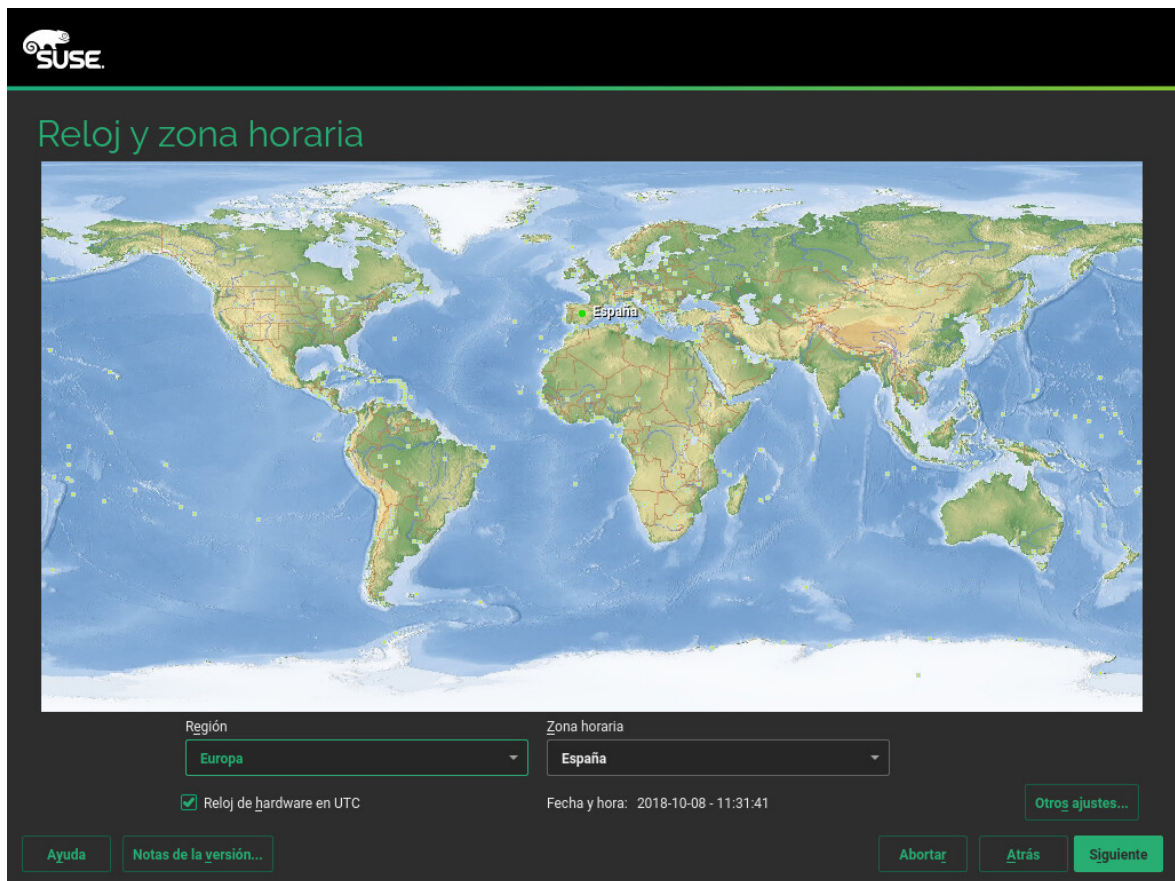 SUSE.
Reloj y zona horaria
España
Región
Zona horaria
Europa
España
Reloj de hardware en UTC
Fecha y hora: 2018-10-08 - 11:31:41
Otros ajustes...
Ayuda
Notas de la versión...
Abortar
Atrás
Siguiente